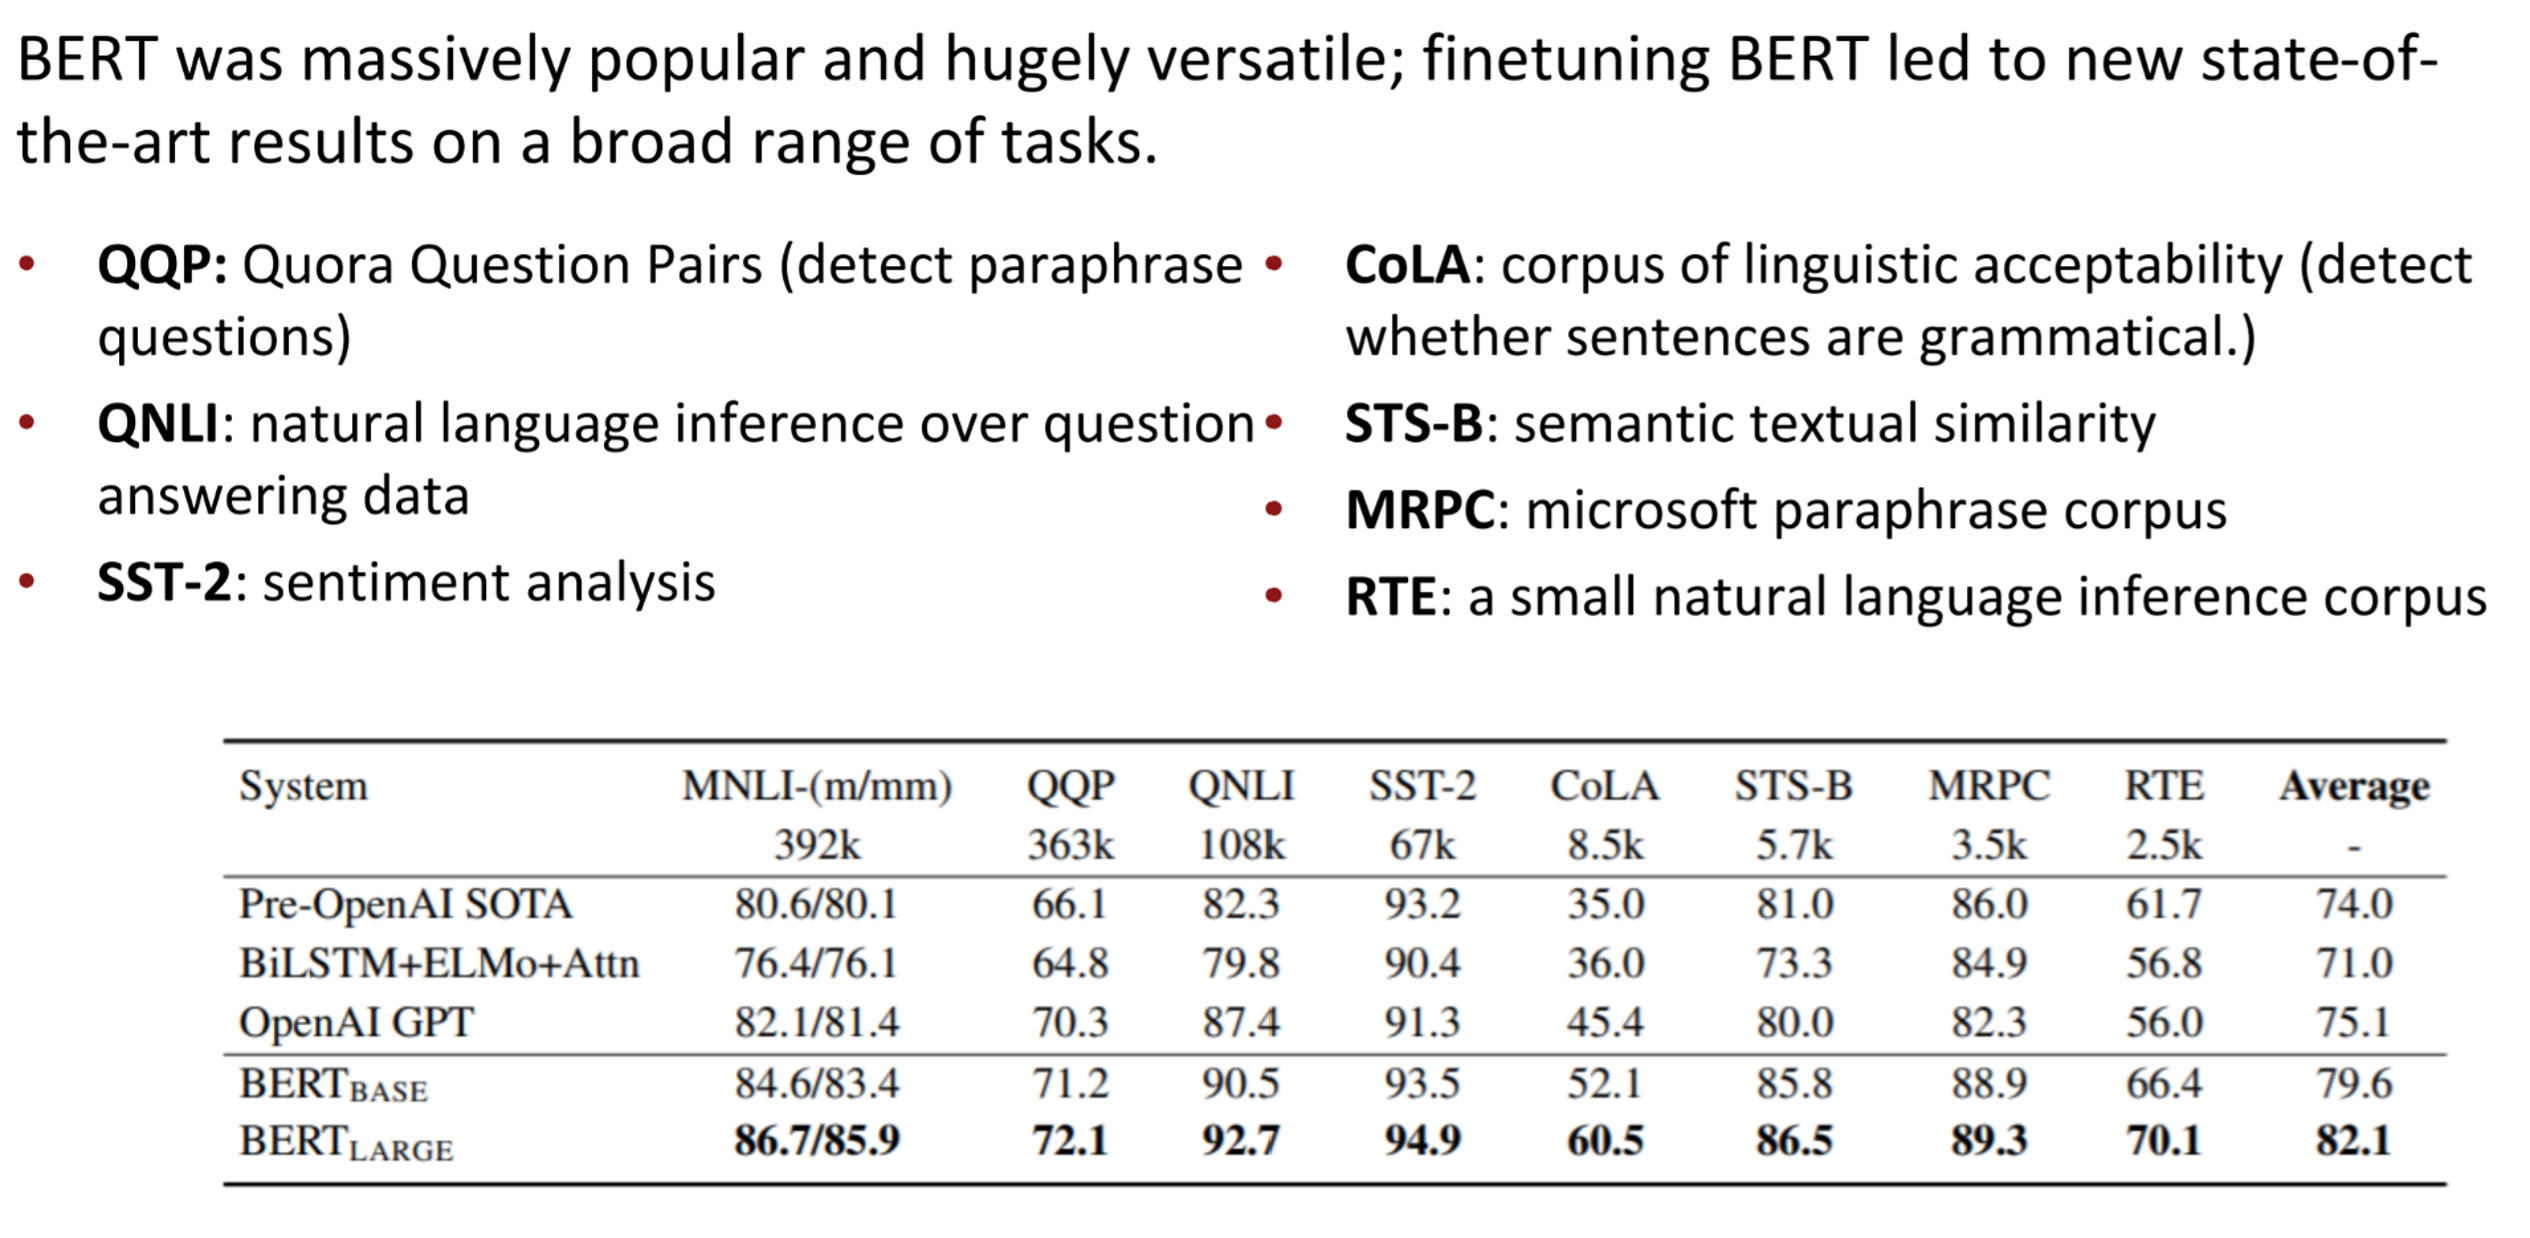 BERT was massively popular and hugely versatile; finetuning BERT led to new state-of-
the-art results on a broad range of tasks.
• QQP: Quora Question Pairs (detect paraphrase
questions)
• QNLI: natural language inference over question
answering data
• SST-2: sentiment analysis
• CoLA: corpus of linguistic acceptability (detect
whether sentences are grammatical.)
• STS-B: semantic textual similarity
• MRPC: microsoft paraphrase corpus
• RTE: a small natural language inference corpus
System MNLI-(m/mm) QQP QNLI SST-2 CoLA STS-B MRPC RTE Average
392k 363k 108k 67k 8.5k 5.7k 3.5k 2.5k -
Pre-OpenAI SOTA 80.6/80.1 66.1 82.3 93.2 35.0 81.0 86.0 61.7 74.0
BiLSTM+ELMo+Attn 76.4/76.1 64.8 79.8 90.4 36.0 73.3 84.9 56.8 71.0
OpenAI GPT 82.1/81.4 70.3 87.4 91.3 45.4 80.0 82.3 56.0 75.1
BERTBASE 84.6/83.4 71.2 90.5 93.5 52.1 85.8 88.9 66.4 79.6
BERTLARGE 86.7/85.9 72.1 92.7 94.9 60.5 86.5 89.3 70.1 82.1